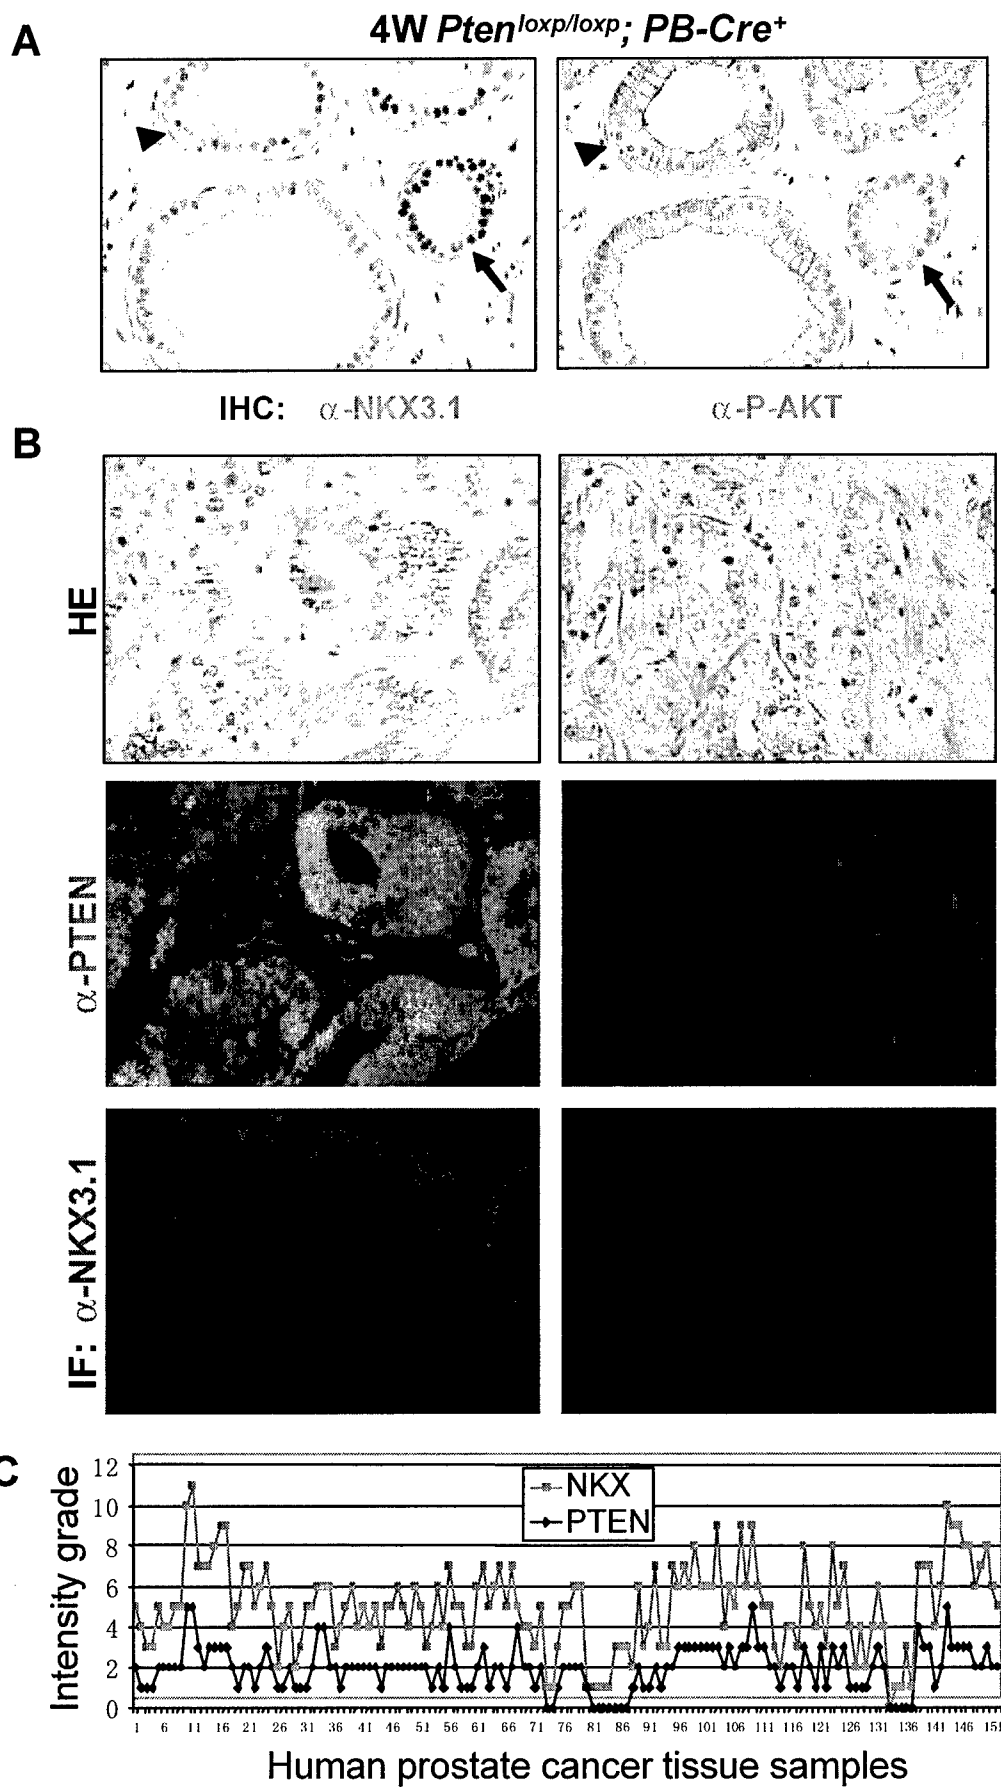 A
4W Pten loxp/loxp; PB-Cre+
IHC: α-NKX3.1
α-P-AKT
B
HE
α-PTEN
IF: α-NKX3.1
C
Intensity grade
12
10
8
6
4
2
0
NKX
PTEN
1 6 11 16 21 26 31 36 41 46 51 56 61 66 71 76 81 86 91 96 101 106 111 116 121 126 131 136 141 146 151
Human prostate cancer tissue samples